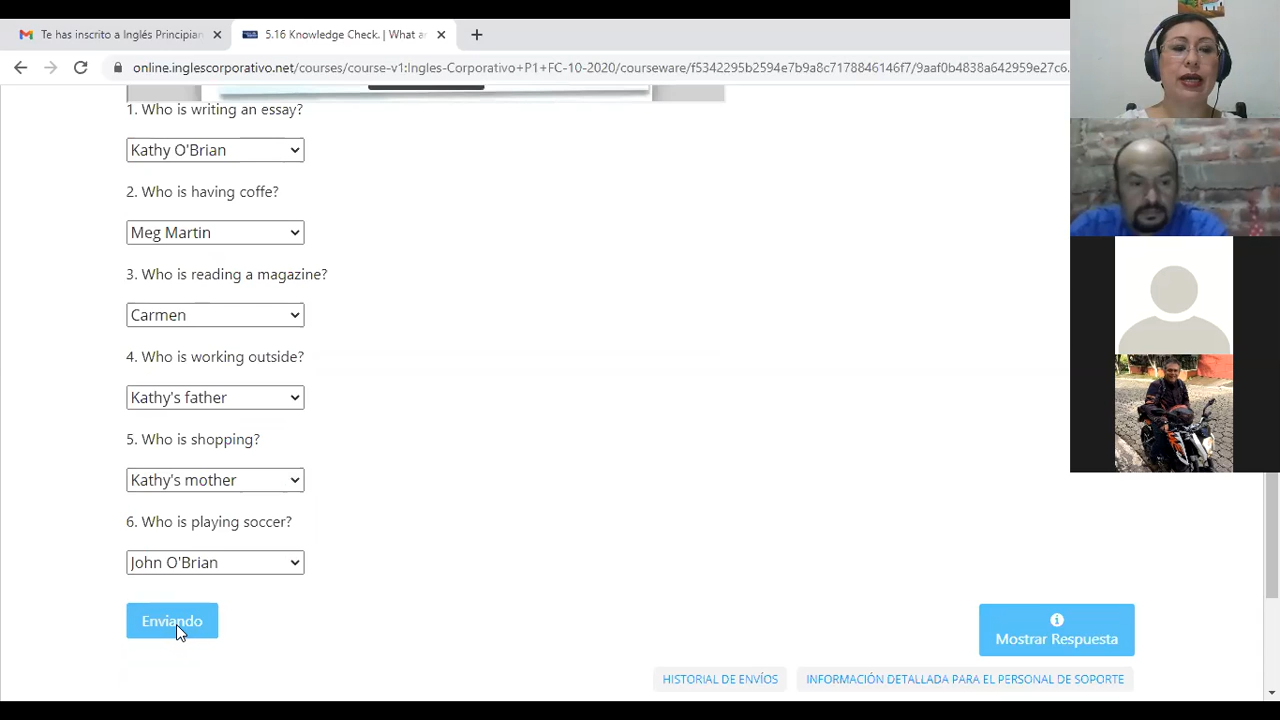 Te has inscrito a Inglés Principian
5.16 Knowledge Check. | What ar
online.inglescorporativo.net/courses/course-v1:Ingles-Corporativo+P1+FC-10-2020/courseware/f5342295b2594e7b9a8c7178846146f7/9aaf0b4838a642959e27c6.
1. Who is writing an essay?
Kathy O'Brian
2. Who is having coffe?
Meg Martin
3. Who is reading a magazine?
Carmen
4. Who is working outside?
Kathy's father
5. Who is shopping?
Kathy's mother
6. Who is playing soccer?
John O'Brian
Enviando
Mostrar Respuesta
HISTORIAL DE ENVÍOS
INFORMACIÓN DETALLADA PARA EL PERSONAL DE SOPORTE